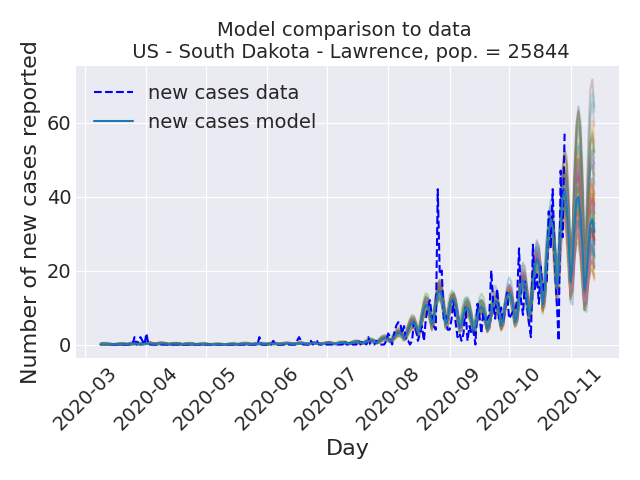 Model comparison to data
US - South Dakota - Lawrence, pop. = 25844
new cases data
new cases model
Number of new cases reported
60
40
20
0
2020-03
2020-04
2020-05
2020-06
2020-07
2020-08
2020-09
2020-10
2020-11
Day